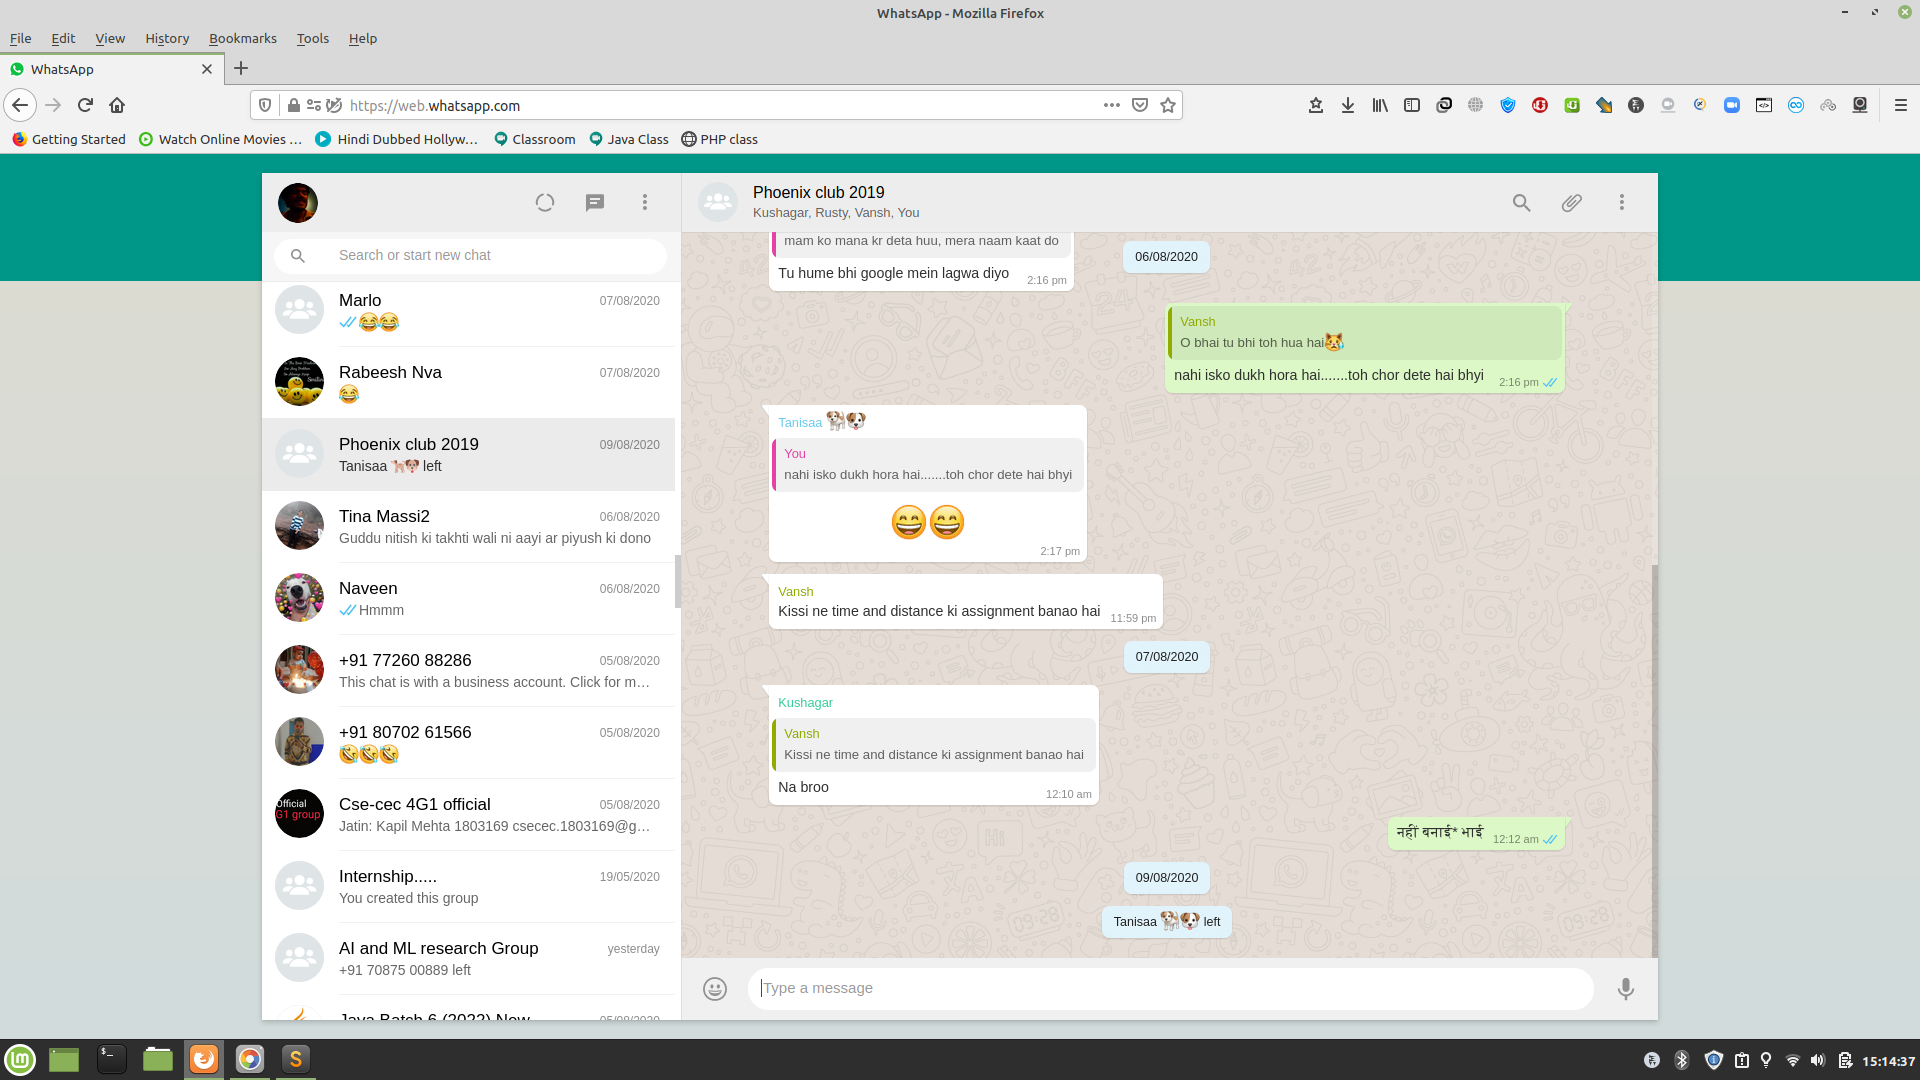 WhatsApp - Mozilla Firefox
File Edit View History Bookmarks Tools Help
WhatsApp
https://web.whatsapp.com
Getting Started Watch Online Movies ... Hindi Dubbed Hollyw... Classroom Java Class PHP class
Search or start new chat
Marlo 07/08/2020
😂😂
Rabeesh Nva 07/08/2020
😂
Phoenix club 2019 09/08/2020
Tanisaa 🐕🐶 left
Tina Massi2 06/08/2020
Guddu nitish ki takhti wali ni aayi ar piyush ki dono
Naveen 06/08/2020
Hmmm
+91 77260 88286 05/08/2020
This chat is with a business account. Click for m...
+91 80702 61566 05/08/2020
🤣🤣🤣
Official
G1 group
Cse-cec 4G1 official 05/08/2020
Jatin: Kapil Mehta 1803169 csecec.1803169@g...
Internship..... 19/05/2020
You created this group
AI and ML research Group yesterday
+91 70875 00889 left
Java Batch 6 (2022) New 05/08/2020
Phoenix club 2019
Kushagar, Rusty, Vansh, You
mam ko mana kr deta huu, mera naam kaat do
Tu hume bhi google mein lagwa diyo 2:16 pm
06/08/2020
Vansh
O bhai tu bhi toh hua hai😹
nahi isko dukh hora hai.......toh chor dete hai bhyi 2:16 pm
Tanisaa 🐕🐶
You
nahi isko dukh hora hai.......toh chor dete hai bhyi
😄😄
2:17 pm
Vansh
Kissi ne time and distance ki assignment banao hai 11:59 pm
07/08/2020
Kushagar
Vansh
Kissi ne time and distance ki assignment banao hai
Na broo 12:10 am
नहीं बनाई* भाई 12:12 am
09/08/2020
Tanisaa 🐕🐶 left
Type a message
15:14:37